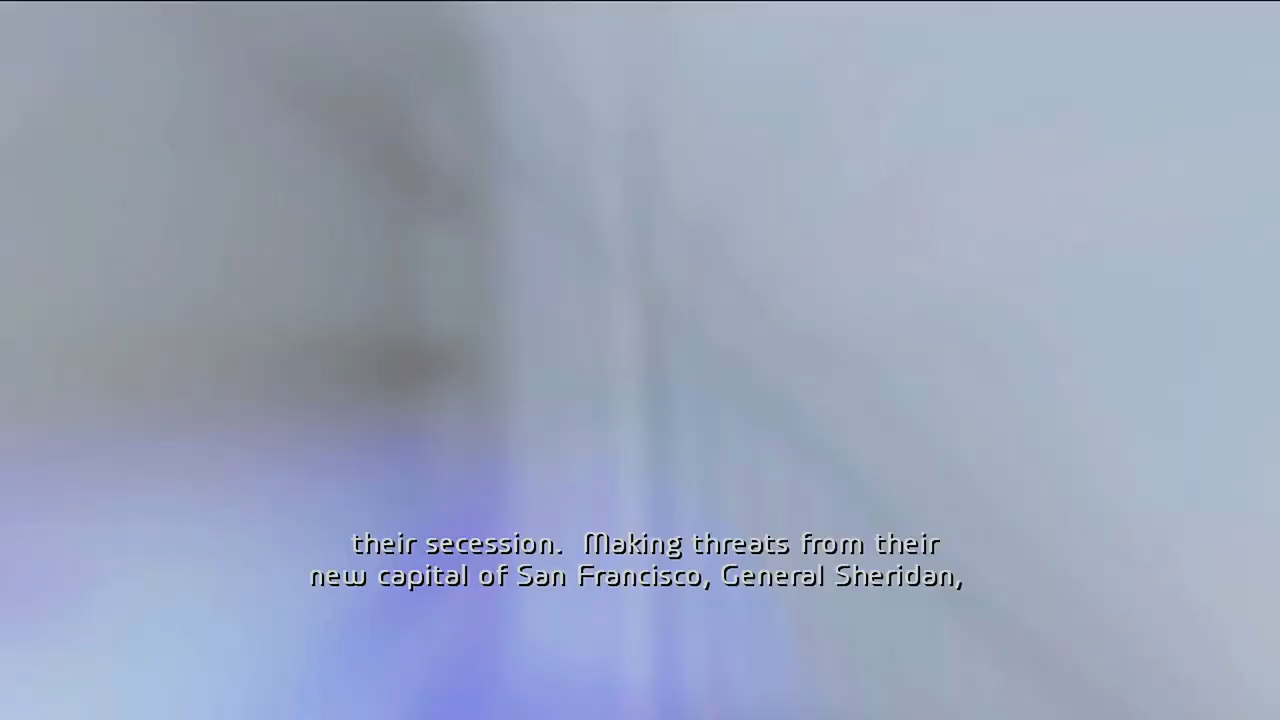 their secession.  Making threats from their
new capital of San Francisco, General Sheridan,